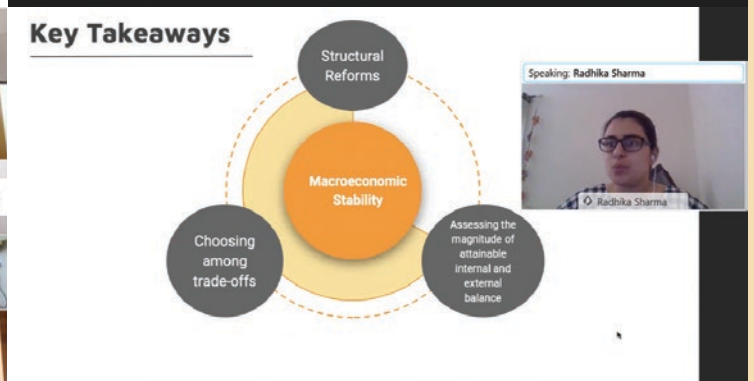 Key Takeaways
Structural
Reforms
Speaking: Radhika Sharma
Radhika Sharma
Macroeconomic
Stability
Choosing
among
trade-offs
Assessing the
magnitude of
attainable
internal and
external
balance